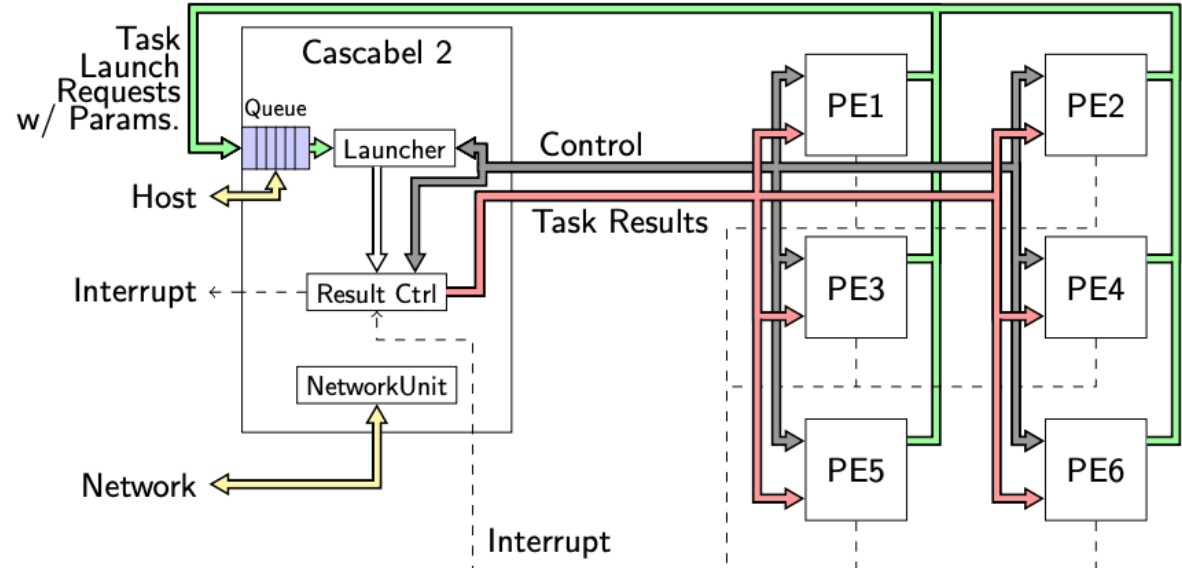 Task
Launch
Requests
w/ Params.
Cascabel 2
Queue
Launcher
Host
Control
Task Results
Interrupt
Result Ctrl
NetworkUnit
Network
Interrupt
PE1
PE2
PE3
PE4
PE5
PE6